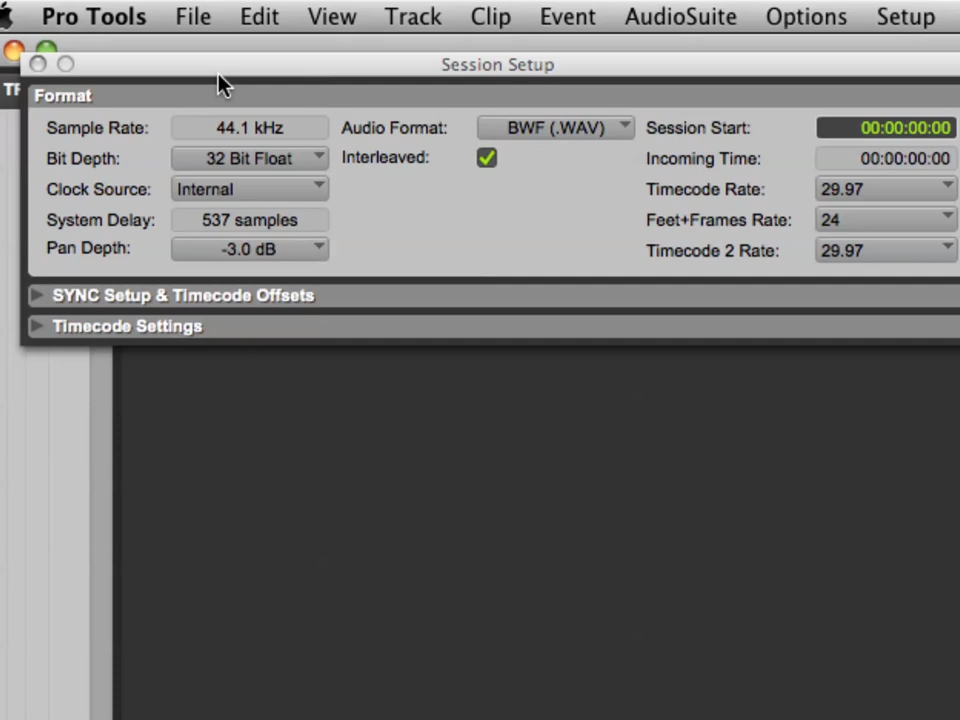 Pro Tools File Edit View Track Clip Event AudioSuite Options Setup
Session Setup
Format
Sample Rate: 44.1 kHz Audio Format: BWF (.WAV) Session Start: 00:00:00:00
Bit Depth: 32 Bit Float Interleaved: Incoming Time: 00:00:00:00
Clock Source: Internal Timecode Rate: 29.97
System Delay: 537 samples Feet+Frames Rate: 24
Pan Depth: -3.0 dB Timecode 2 Rate: 29.97
SYNC Setup & Timecode Offsets
Timecode Settings